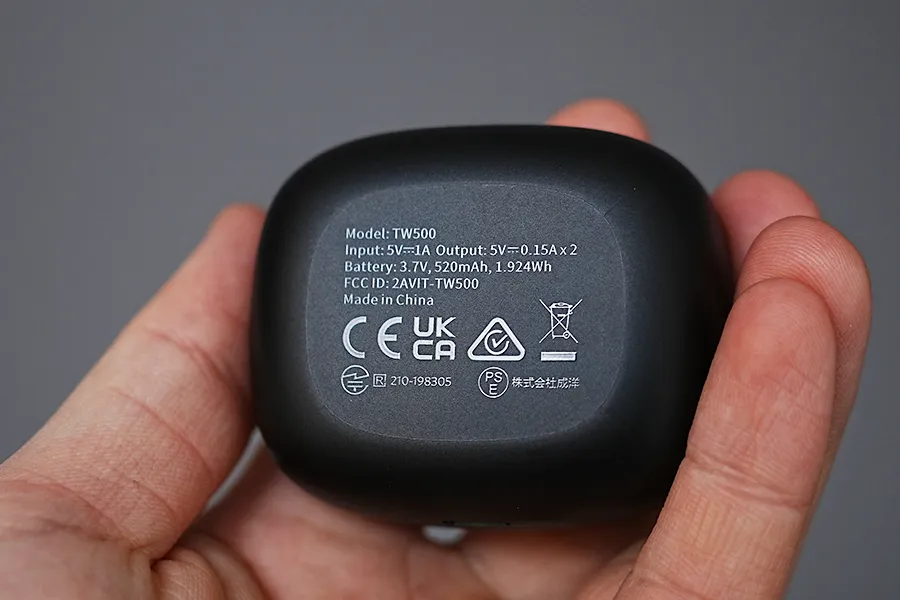 Model: TW500
Input: 5V⎓1A Output: 5V⎓0.15A x 2
Battery: 3.7V, 520mAh, 1.924Wh
FCC ID: 2AVIT-TW500
Made in China
CE UK CA
R 210-198305 PS E 株式会社成洋